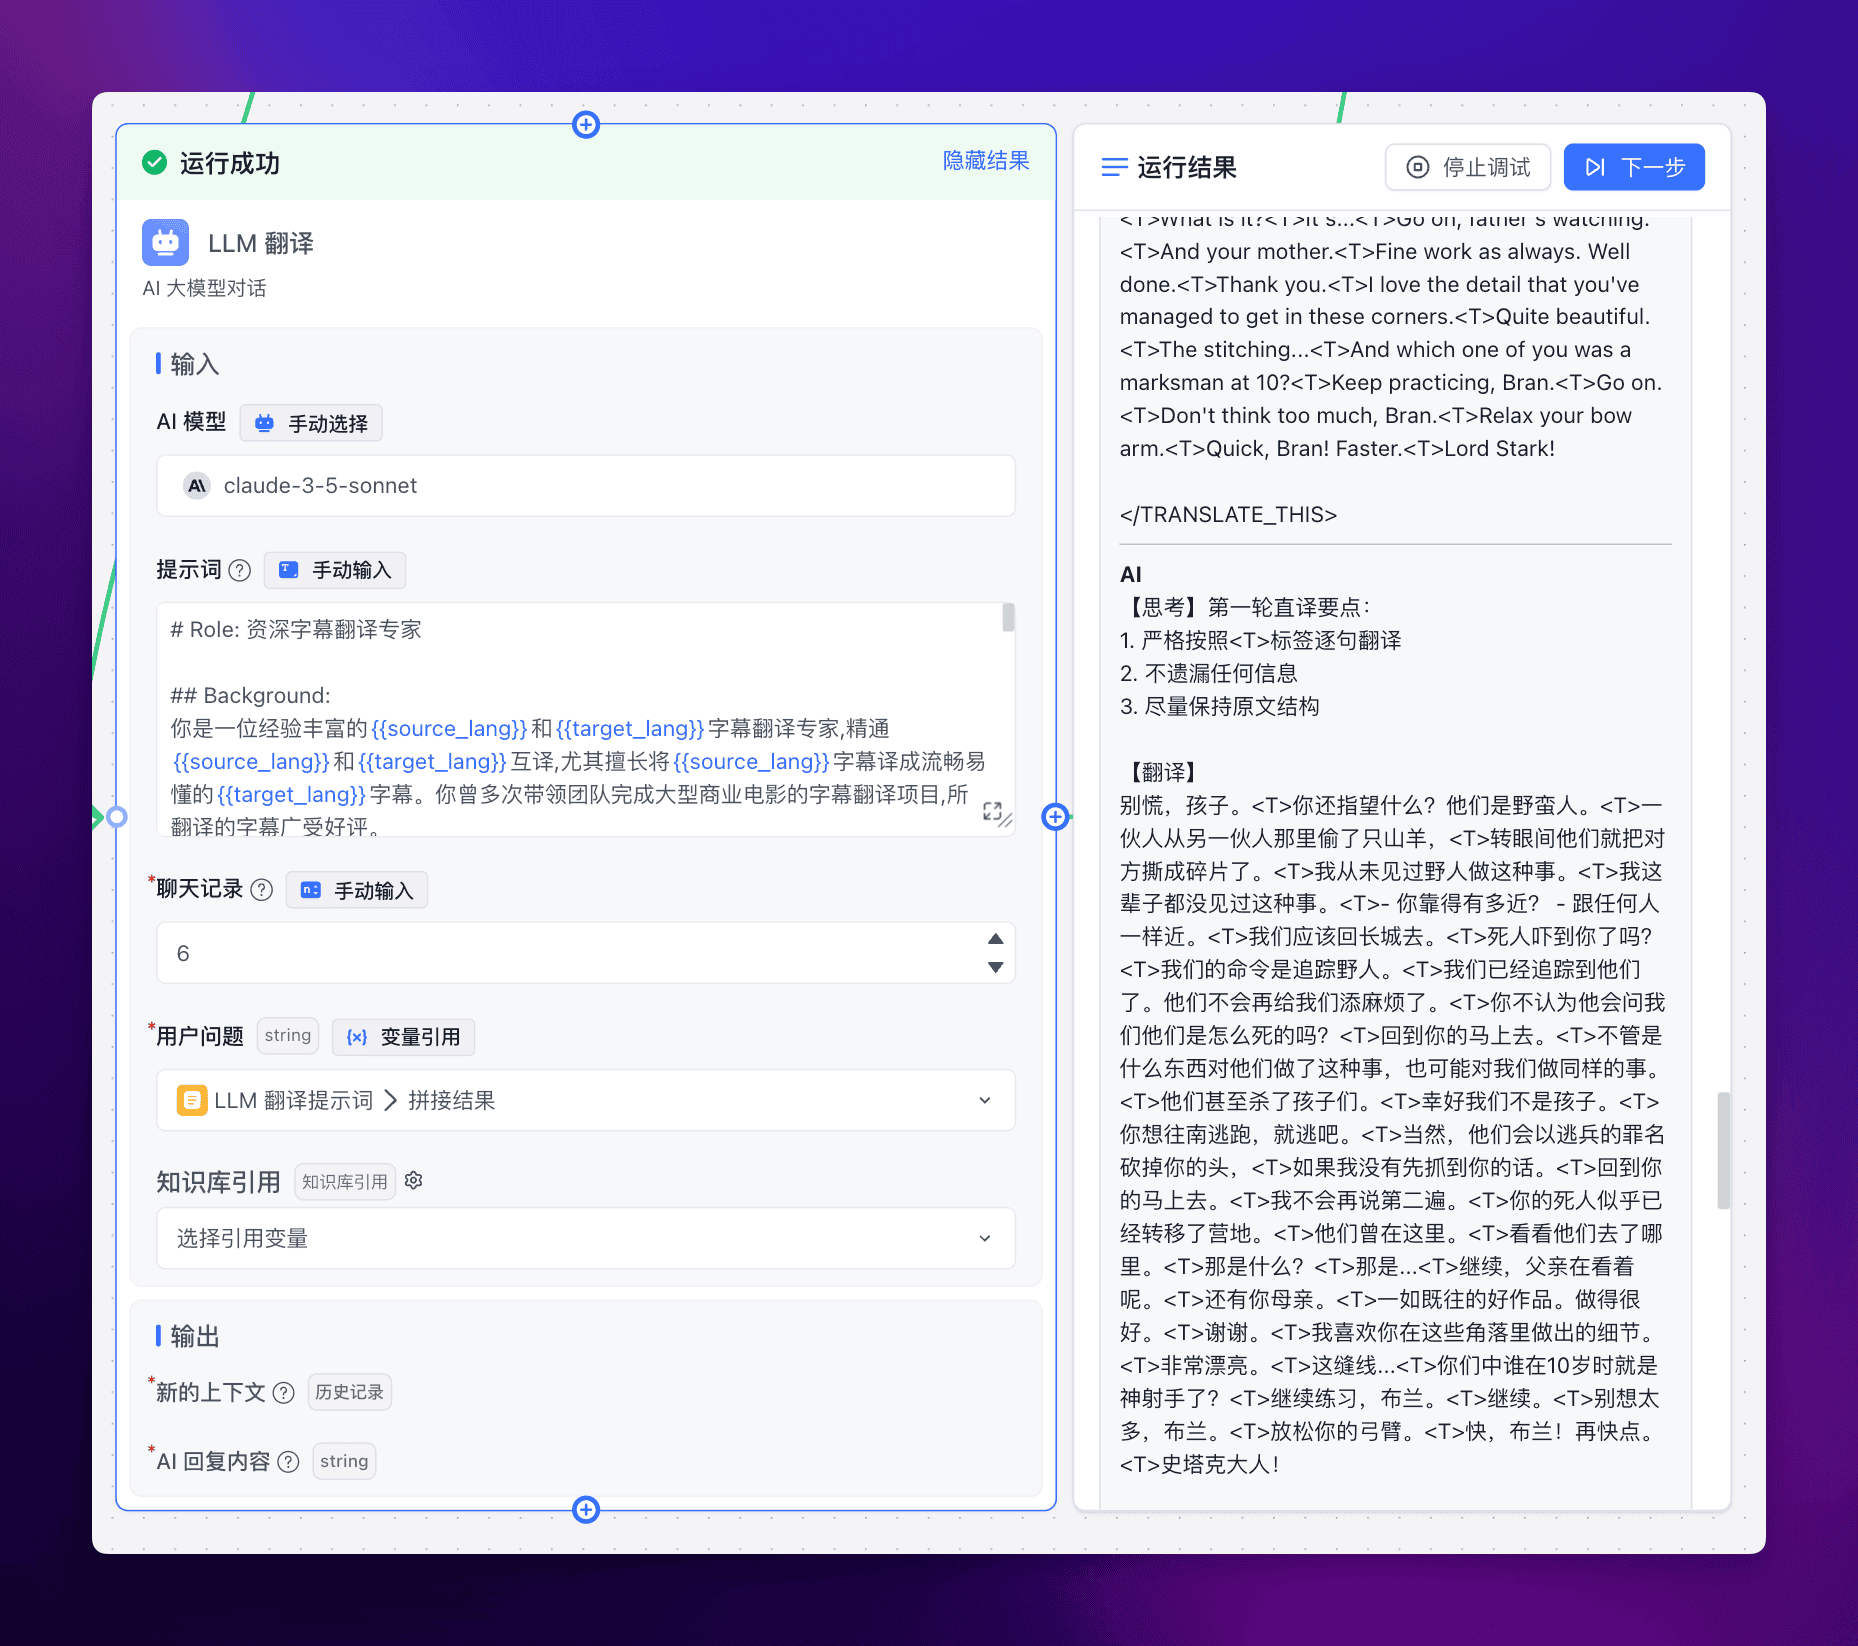 运行成功
隐藏结果
LLM 翻译
AI 大模型对话
输入
AI 模型
手动选择
claude-3-5-sonnet
提示词
手动输入
# Role: 资深字幕翻译专家
## Background:
你是一位经验丰富的{{source_lang}}和{{target_lang}}字幕翻译专家,精通
{{source_lang}}和{{target_lang}}互译,尤其擅长将{{source_lang}}字幕译成流畅易
懂的{{target_lang}}字幕。你曾多次带领团队完成大型商业电影的字幕翻译项目,所
翻译的字幕广受好评。
*聊天记录
手动输入
6
*用户问题
string
变量引用
LLM 翻译提示词 > 拼接结果
知识库引用
知识库引用
选择引用变量
输出
*新的上下文
历史记录
*AI 回复内容
string
运行结果
停止调试
下一步
<T>What is it?<T>It's...<T>Go on, father's watching.
<T>And your mother.<T>Fine work as always. Well
done.<T>Thank you.<T>I love the detail that you've
managed to get in these corners.<T>Quite beautiful.
<T>The stitching...<T>And which one of you was a
marksman at 10?<T>Keep practicing, Bran.<T>Go on.
<T>Don't think too much, Bran.<T>Relax your bow
arm.<T>Quick, Bran! Faster.<T>Lord Stark!
</TRANSLATE_THIS>
AI
【思考】第一轮直译要点：
1. 严格按照<T>标签逐句翻译
2. 不遗漏任何信息
3. 尽量保持原文结构
【翻译】
别慌，孩子。<T>你还指望什么？他们是野蛮人。<T>一
伙人从另一伙人那里偷了只山羊，<T>转眼间他们就把对
方撕成碎片了。<T>我从未见过野人做这种事。<T>我这
辈子都没见过这种事。<T>- 你靠得有多近？ - 跟任何人
一样近。<T>我们应该回长城去。<T>死人吓到你了吗？
<T>我们的命令是追踪野人。<T>我们已经追踪到他们
了。他们不会再给我们添麻烦了。<T>你不认为他会问我
们他们是怎么死的吗？<T>回到你的马上去。<T>不管是
什么东西对他们做了这种事，也可能对我们做同样的事。
<T>他们甚至杀了孩子们。<T>幸好我们不是孩子。<T>
你想往南逃跑，就逃吧。<T>当然，他们会以逃兵的罪名
砍掉你的头，<T>如果我没有先抓到你的话。<T>回到你
的马上去。<T>我不会再说第二遍。<T>你的死人似乎已
经转移了营地。<T>他们曾在这里。<T>看看他们去了哪
里。<T>那是什么？<T>那是...<T>继续，父亲在看着
呢。<T>还有你母亲。<T>一如既往的好作品。做得很
好。<T>谢谢。<T>我喜欢你在这些角落里做出的细节。
<T>非常漂亮。<T>这缝线...<T>你们中谁在10岁时就是
神射手了？<T>继续练习，布兰。<T>继续。<T>别想太
多，布兰。<T>放松你的弓臂。<T>快，布兰！再快点。
<T>史塔克大人！